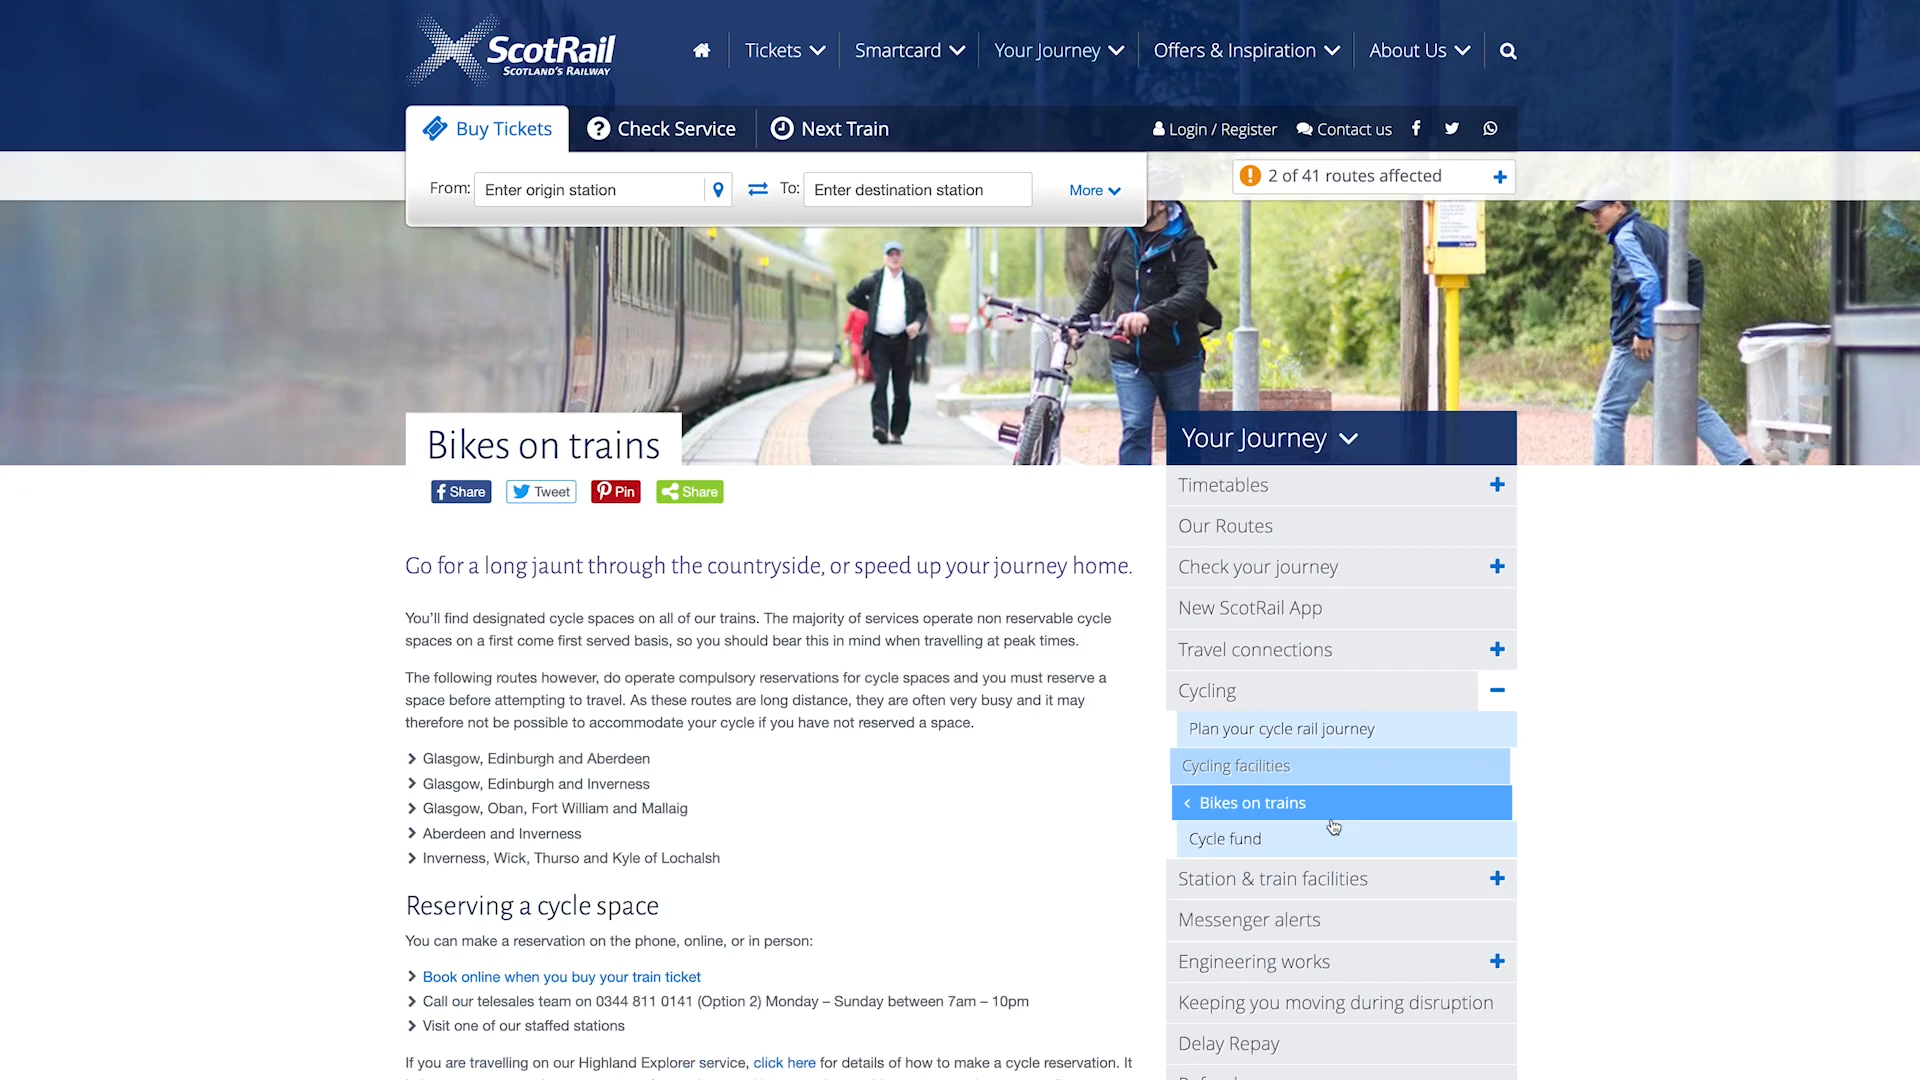 ScotRail
SCOTLAND'S RAILWAY
Tickets
Smartcard
Your Journey
Offers & Inspiration
About Us
Buy Tickets
Check Service
Next Train
Login / Register
Contact us
From:
Enter origin station
To:
Enter destination station
More
2 of 41 routes affected
Bikes on trains
Share
Tweet
Pin
Share
Go for a long jaunt through the countryside, or speed up your journey home.
You'll find designated cycle spaces on all of our trains. The majority of services operate non reservable cycle
spaces on a first come first served basis, so you should bear this in mind when travelling at peak times.
The following routes however, do operate compulsory reservations for cycle spaces and you must reserve a
space before attempting to travel. As these routes are long distance, they are often very busy and it may
therefore not be possible to accommodate your cycle if you have not reserved a space.
Glasgow, Edinburgh and Aberdeen
Glasgow, Edinburgh and Inverness
Glasgow, Oban, Fort William and Mallaig
Aberdeen and Inverness
Inverness, Wick, Thurso and Kyle of Lochalsh
Reserving a cycle space
You can make a reservation on the phone, online, or in person:
Book online when you buy your train ticket
Call our telesales team on 0344 811 0141 (Option 2) Monday – Sunday between 7am – 10pm
Visit one of our staffed stations
If you are travelling on our Highland Explorer service, click here for details of how to make a cycle reservation. It
Your Journey
Timetables
Our Routes
Check your journey
New ScotRail App
Travel connections
Cycling
Plan your cycle rail journey
Cycling facilities
Bikes on trains
Cycle fund
Station & train facilities
Messenger alerts
Engineering works
Keeping you moving during disruption
Delay Repay